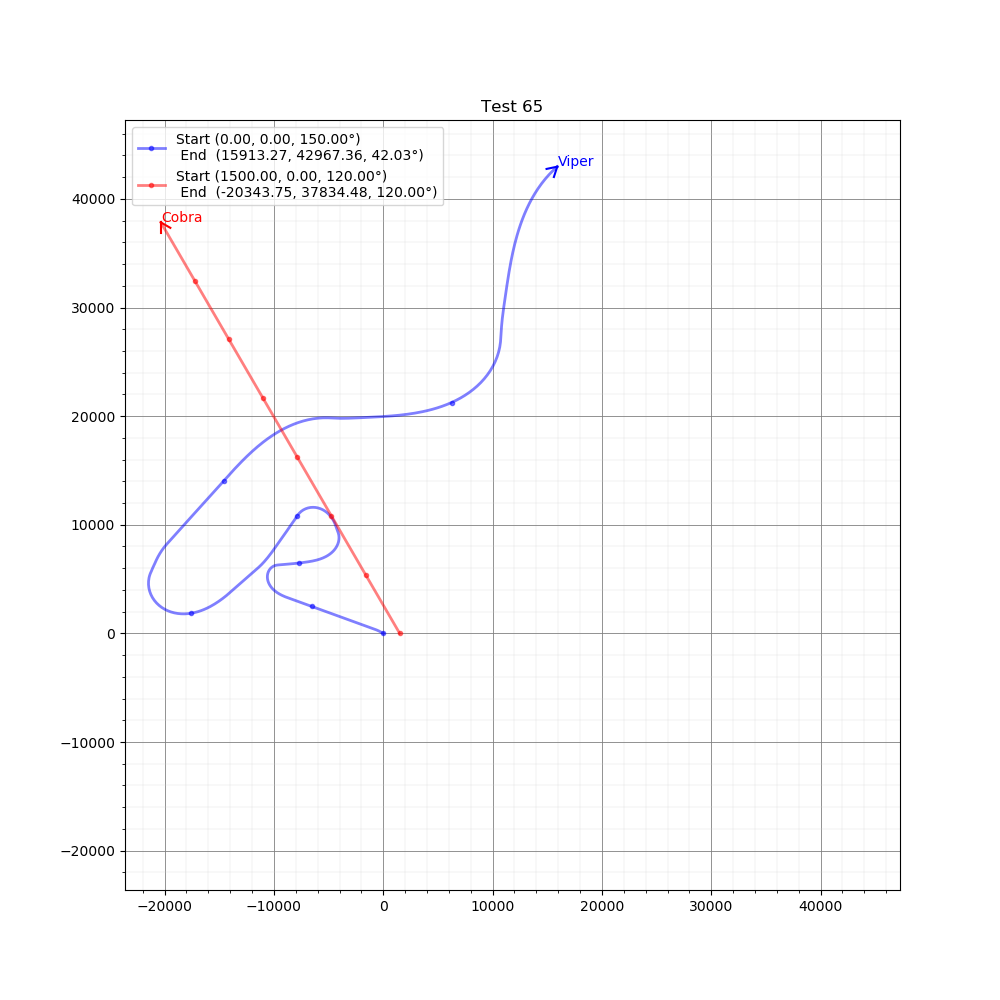 Test 65
Start (0.00, 0.00, 150.00°)
End (15913.27, 42967.36, 42.03°)
Start (1500.00, 0.00, 120.00°)
End (-20343.75, 37834.48, 120.00°)
Viper
Cobra
40000
30000
20000
10000
0
−10000
−20000
−20000 −10000 0 10000 20000 30000 40000